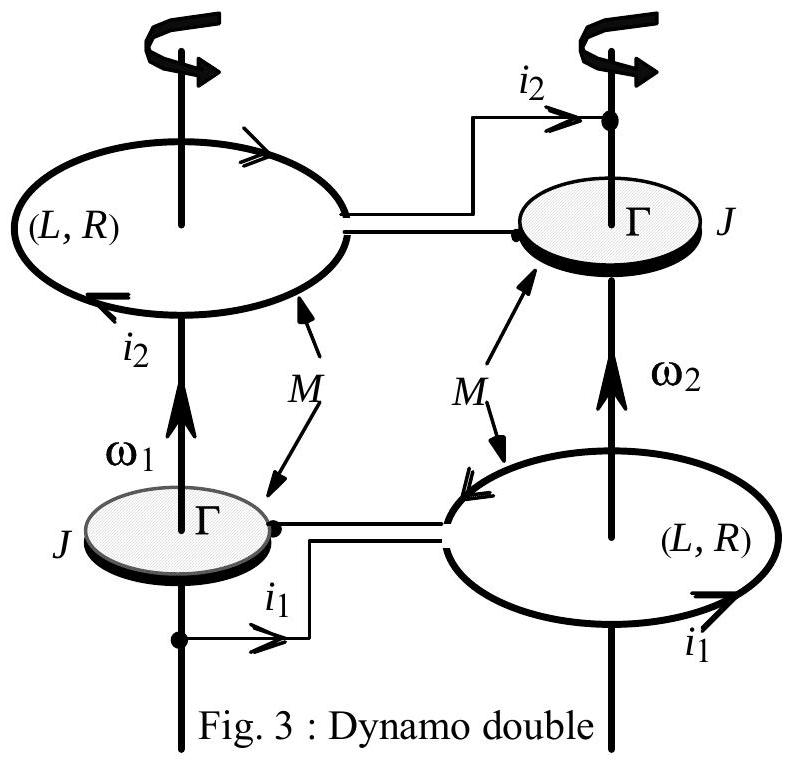 i2
(L, R)
Γ
J
i2
M
M
ω2
ω1
Γ
J
(L, R)
i1
i1
Fig. 3 : Dynamo double